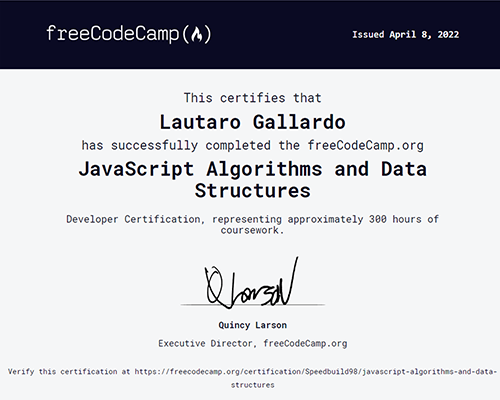 freeCodeCamp(🔥)
Issued April 8, 2022
This certifies that
Lautaro Gallardo
has successfully completed the freeCodeCamp.org
JavaScript Algorithms and Data
Structures
Developer Certification, representing approximately 300 hours of
coursework.
Q Larson
Quincy Larson
Executive Director, freeCodeCamp.org
Verify this certification at https://freecodecamp.org/certification/Speedbuild98/javascript-algorithms-and-data-
structures